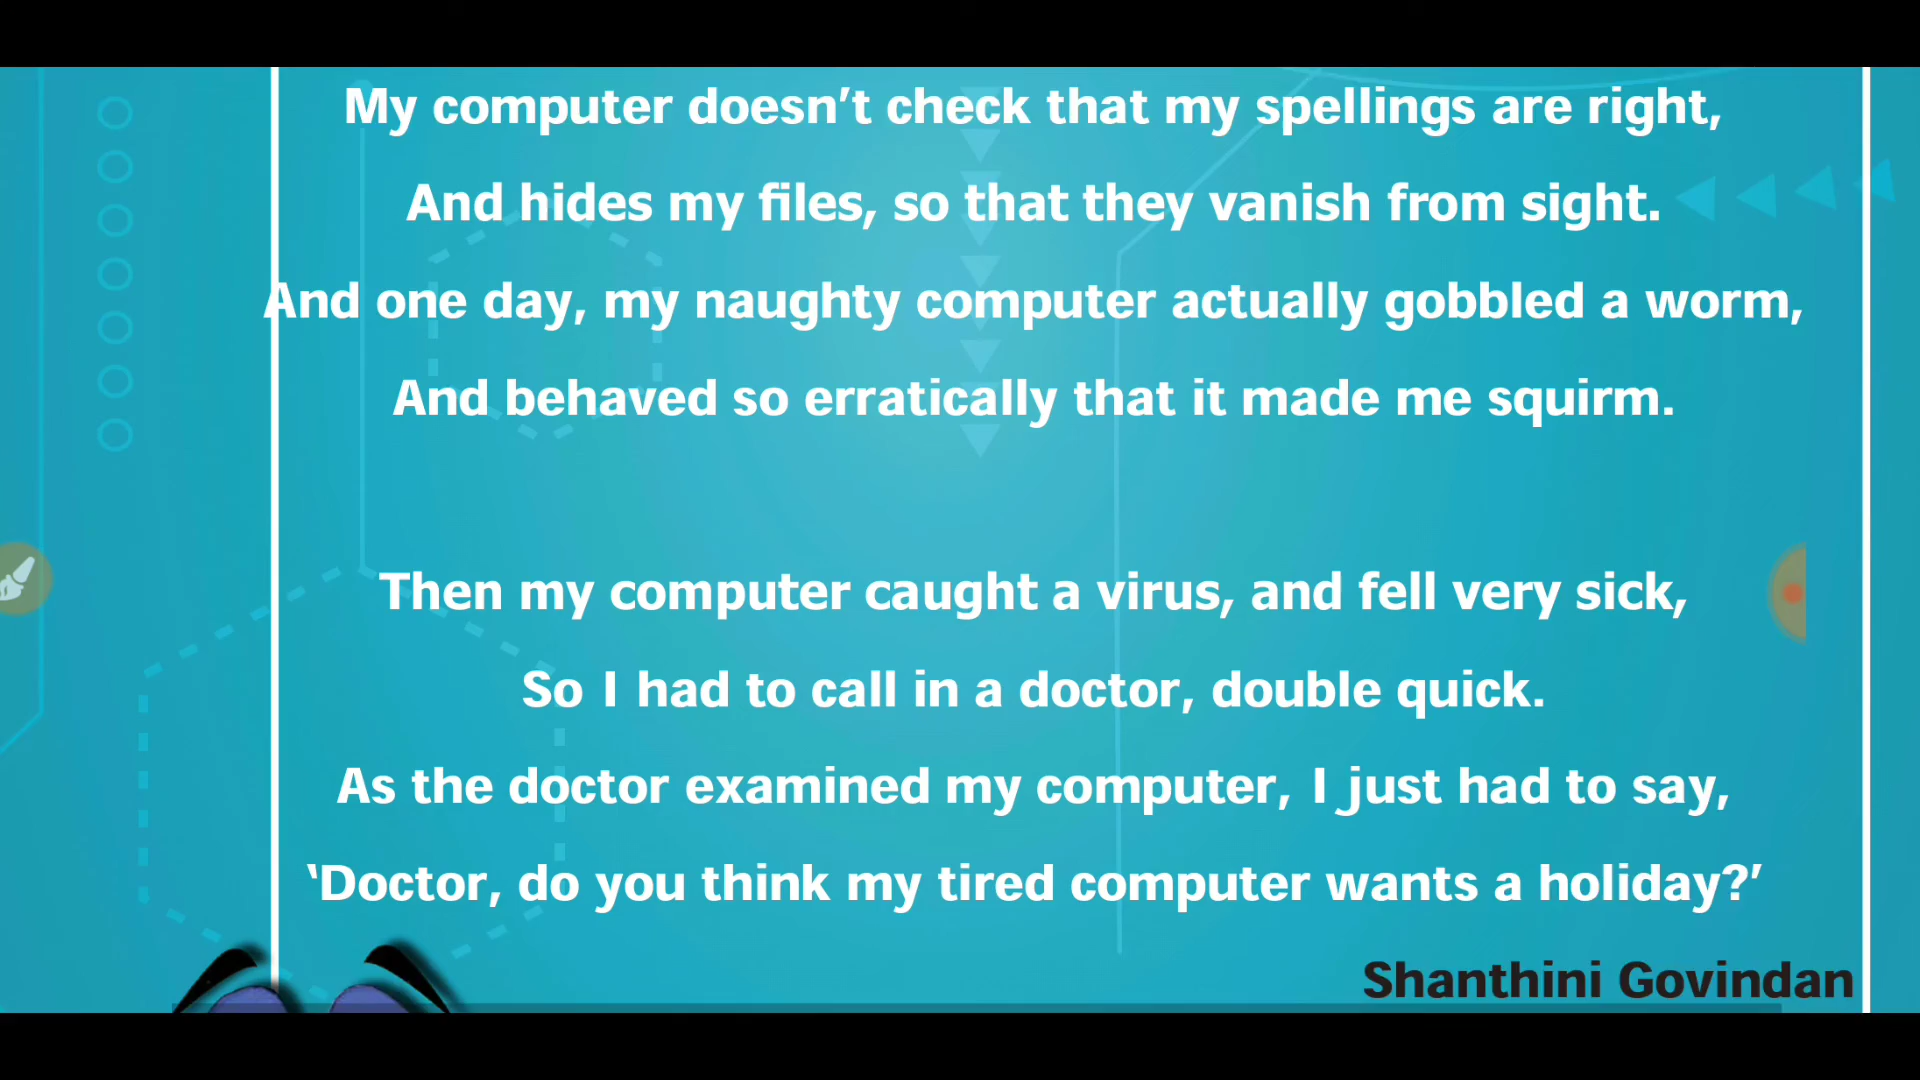 My computer doesn't check that my spellings are right,
And hides my files, so that they vanish from sight.
And one day, my naughty computer actually gobbled a worm,
And behaved so erratically that it made me squirm.
Then my computer caught a virus, and fell very sick,
So I had to call in a doctor, double quick.
As the doctor examined my computer, I just had to say,
‘Doctor, do you think my tired computer wants a holiday?’
Shanthini Govindan